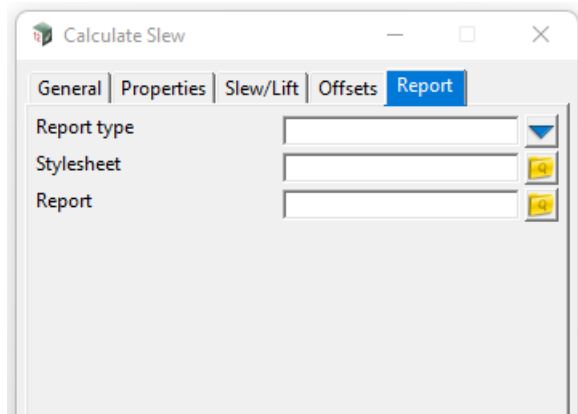 Calculate Slew
General Properties Slew/Lift Offsets Report
Report type
Stylesheet
Report